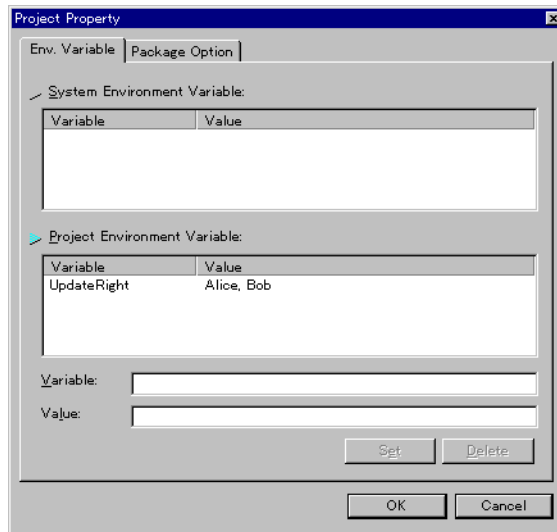 Project Property
Env. Variable Package Option
System Environment Variable:
Variable Value
Project Environment Variable:
Variable Value
UpdateRight Alice, Bob
Variable:
Value:
Set Delete
OK Cancel